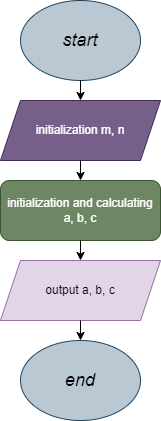 start
initialization m, n
initialization and calculating
a, b, c
output a, b, c
end